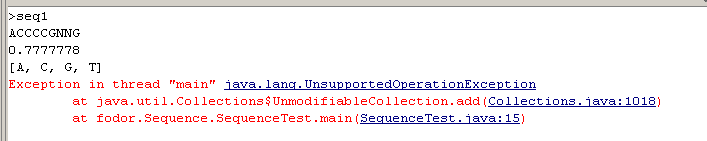 >seq1
ACCCCGNNG
0.7777778
[A, C, G, T]
Exception in thread "main" java.lang.UnsupportedOperationException
at java.util.Collections$UnmodifiableCollection.add(Collections.java:1018)
at fodor.Sequence.SequenceTest.main(SequenceTest.java:15)